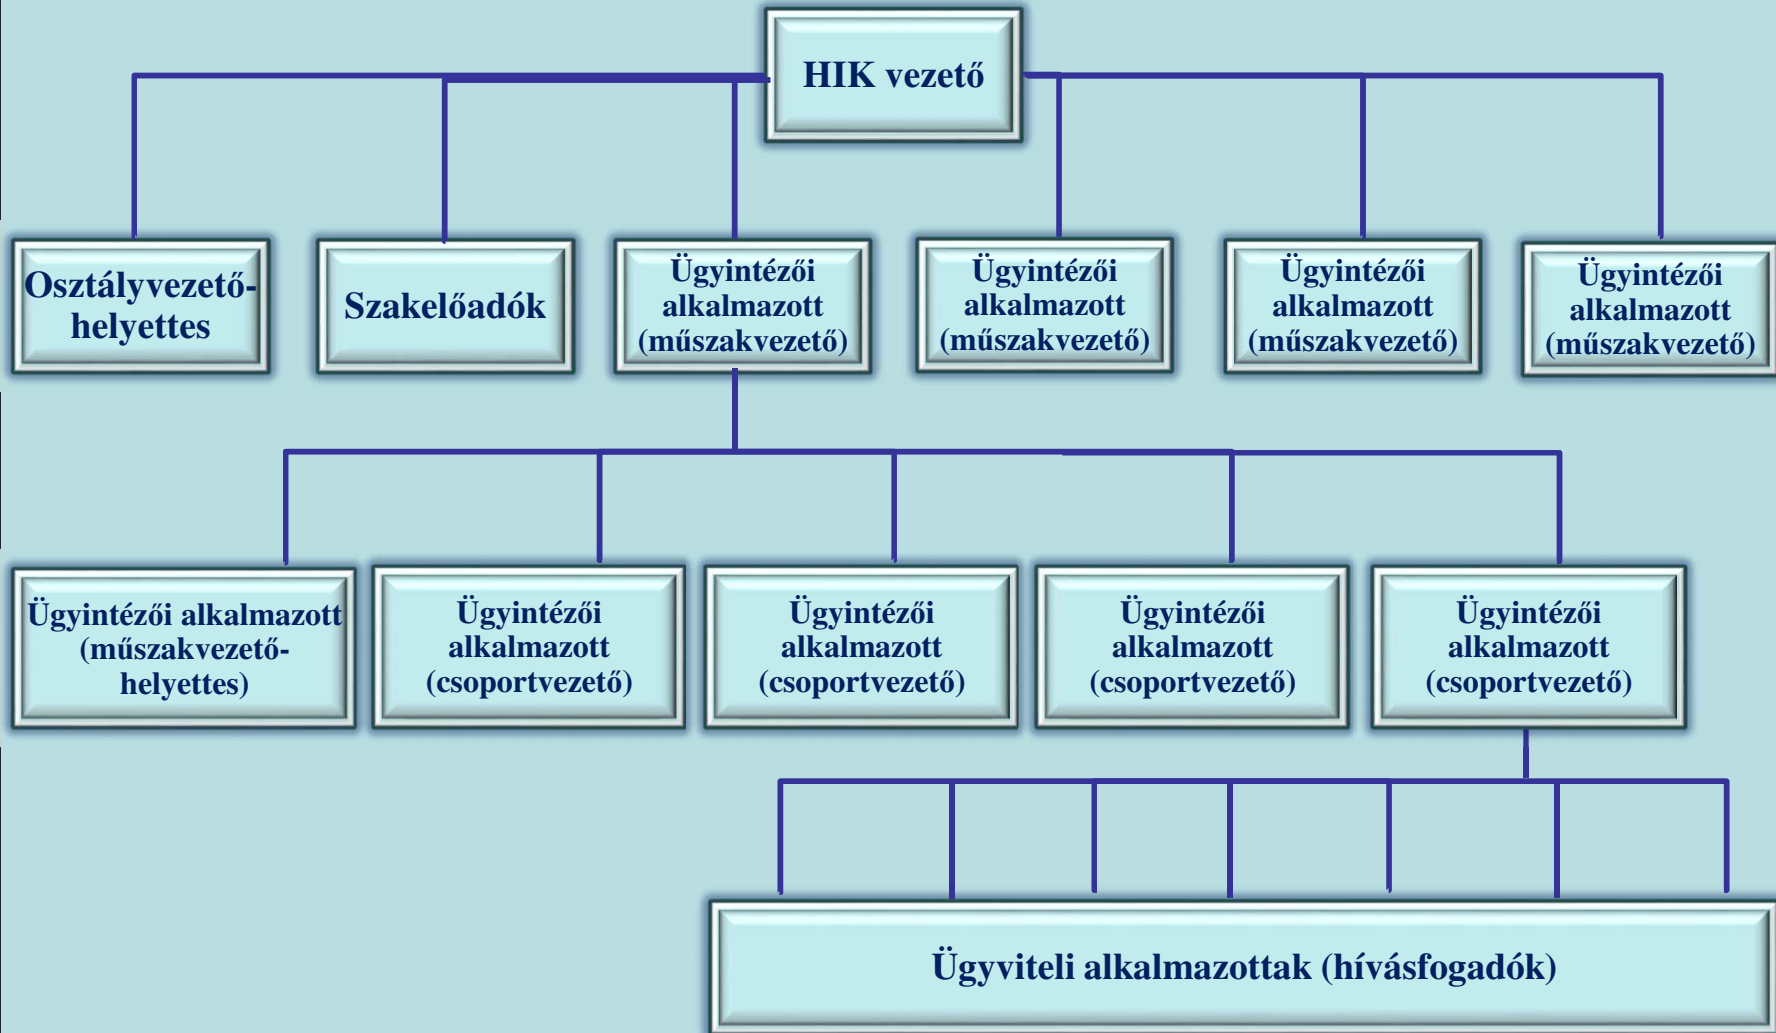 HIK vezető
Osztályvezető-
helyettes
Szakelőadók
Ügyintézői
alkalmazott
(műszakvezető)
Ügyintézői
alkalmazott
(műszakvezető)
Ügyintézői
alkalmazott
(műszakvezető)
Ügyintézői
alkalmazott
(műszakvezető)
Ügyintézői alkalmazott
(műszakvezető-
helyettes)
Ügyintézői
alkalmazott
(csoportvezető)
Ügyintézői
alkalmazott
(csoportvezető)
Ügyintézői
alkalmazott
(csoportvezető)
Ügyintézői
alkalmazott
(csoportvezető)
Ügyviteli alkalmazottak (hívásfogadók)